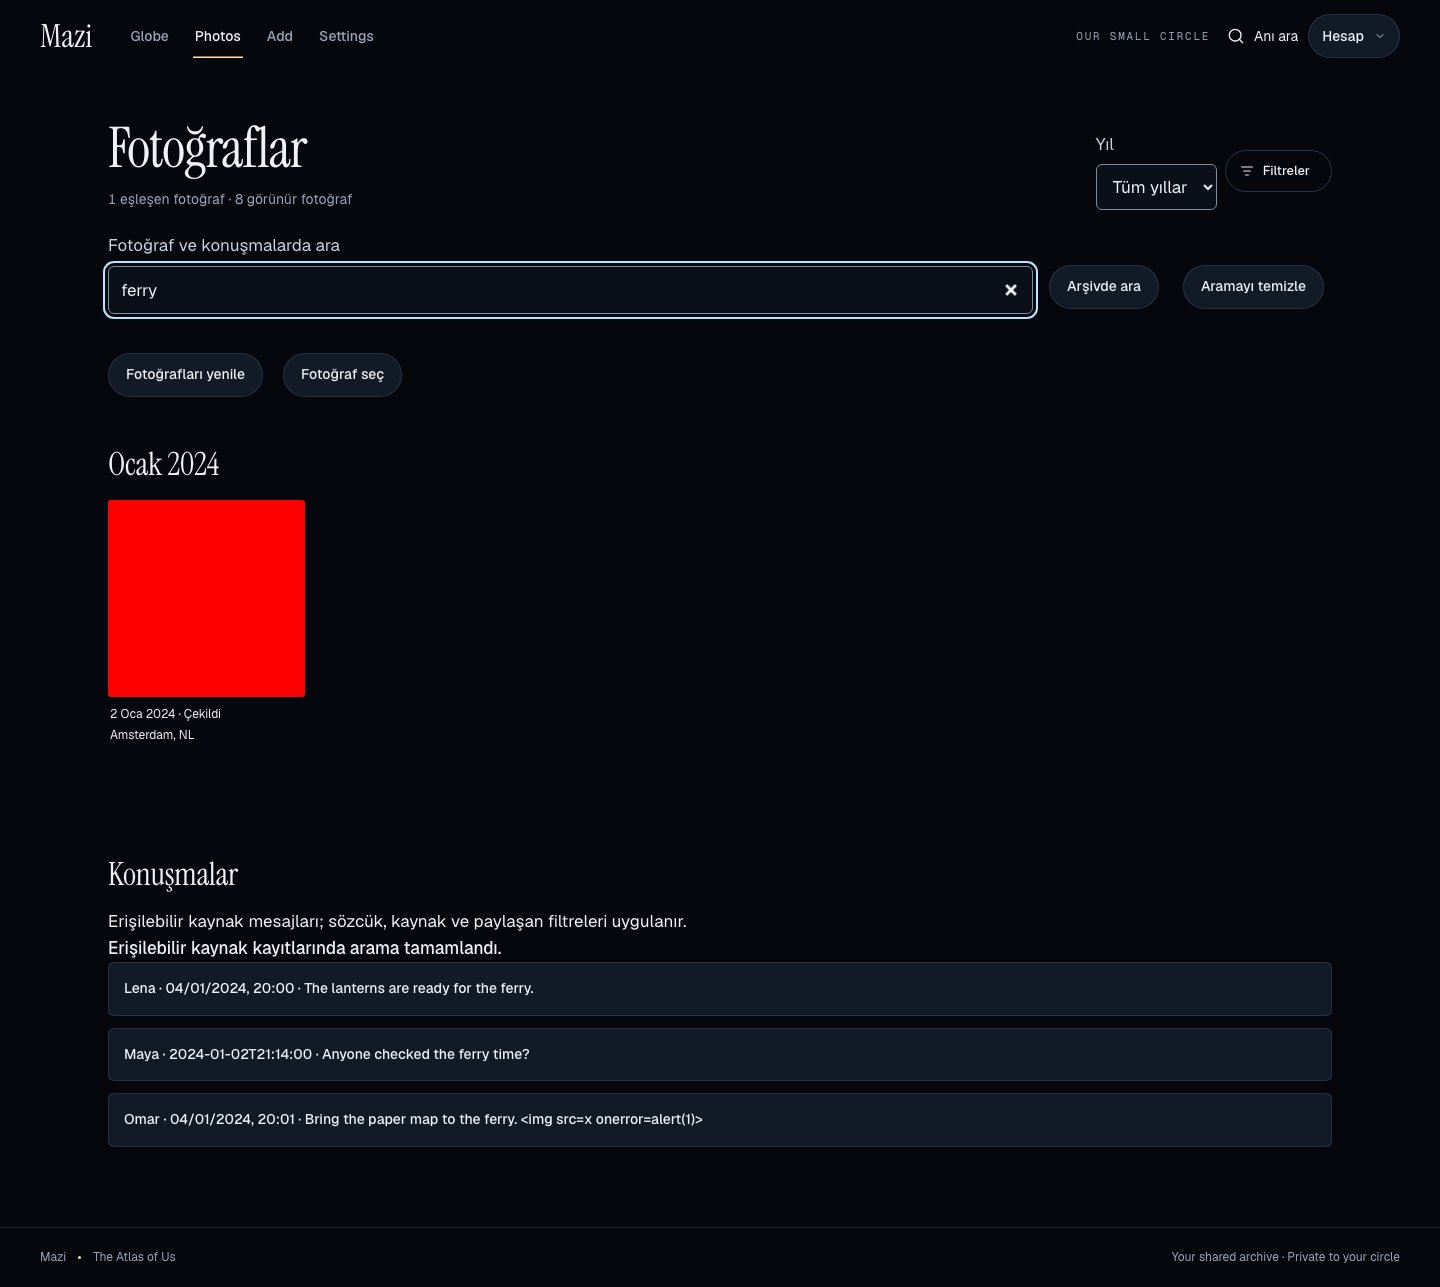 Mazi
Globe
Photos
Add
Settings
OUR SMALL CIRCLE
Anı ara
Hesap
Fotoğraflar
1 eşleşen fotoğraf · 8 görünür fotoğraf
Yıl
Tüm yıllar
Filtreler
Fotoğraf ve konuşmalarda ara
ferry
Arşivde ara
Aramayı temizle
Fotoğrafları yenile
Fotoğraf seç
Ocak 2024
2 Oca 2024 · Çekildi
Amsterdam, NL
Konuşmalar
Erişilebilir kaynak mesajları; sözcük, kaynak ve paylaşan filtreleri uygulanır.
Erişilebilir kaynak kayıtlarında arama tamamlandı.
Lena · 04/01/2024, 20:00 · The lanterns are ready for the ferry.
Maya · 2024-01-02T21:14:00 · Anyone checked the ferry time?
Omar · 04/01/2024, 20:01 · Bring the paper map to the ferry. <img src=x onerror=alert(1)>
Mazi • The Atlas of Us
Your shared archive · Private to your circle